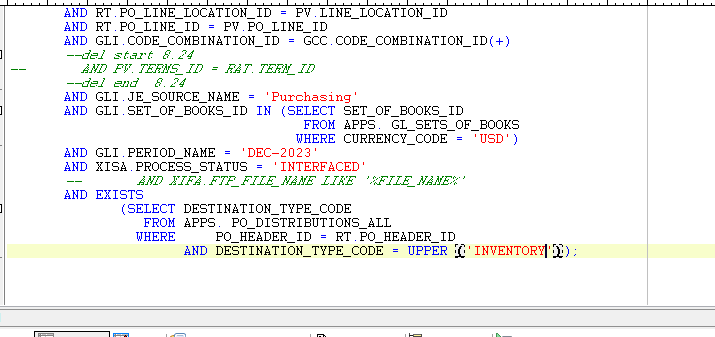 AND RT.PO_LINE_LOCATION_ID = PV.LINE_LOCATION_ID
AND RT.PO_LINE_ID = PV.PO_LINE_ID
AND GLI.CODE_COMBINATION_ID = GCC.CODE_COMBINATION_ID(+)
--del start 8.24
-- AND PV.TERMS_ID = RAT.TERM_ID
--del end 8.24
AND GLI.JE_SOURCE_NAME = 'Purchasing'
AND GLI.SET_OF_BOOKS_ID IN (SELECT SET_OF_BOOKS_ID
FROM APPS. GL_SETS_OF_BOOKS
WHERE CURRENCY_CODE = 'USD')
AND GLI.PERIOD_NAME = 'DEC-2023'
AND XISA.PROCESS_STATUS = 'INTERFACED'
-- AND XIFA.FTP_FILE_NAME LIKE '%FILE_NAME%'
AND EXISTS
(SELECT DESTINATION_TYPE_CODE
FROM APPS. PO_DISTRIBUTIONS_ALL
WHERE PO_HEADER_ID = RT.PO_HEADER_ID
AND DESTINATION_TYPE_CODE = UPPER ('INVENTORY'));